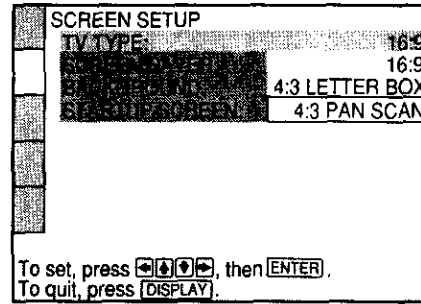 SCREEN SETUP
TV TYPE: 16:9
16:9
BACKGROUND: 4:3 LETTER BOX
4:3 PAN SCAN
To set, press ←↑↓→, then ENTER.
To quit, press DISPLAY.